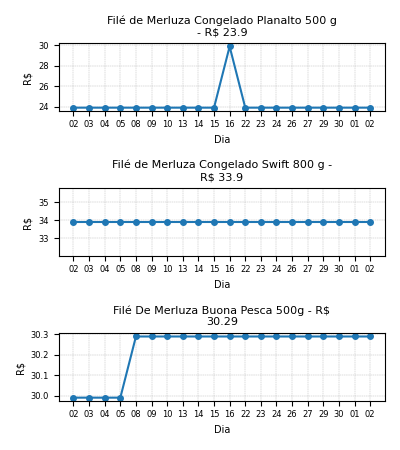 Filé de Merluza Congelado Planalto 500 g
- R$ 23.9
30
28
26
24
R$
02 03 04 05 08 09 10 13 14 15 16 22 23 24 26 27 29 30 01 02
Dia
Filé de Merluza Congelado Swift 800 g -
R$ 33.9
35
34
33
R$
02 03 04 05 08 09 10 13 14 15 16 22 23 24 26 27 29 30 01 02
Dia
Filé De Merluza Buona Pesca 500g - R$
30.29
30.3
30.2
30.1
30.0
R$
02 03 04 05 08 09 10 13 14 15 16 22 23 24 26 27 29 30 01 02
Dia